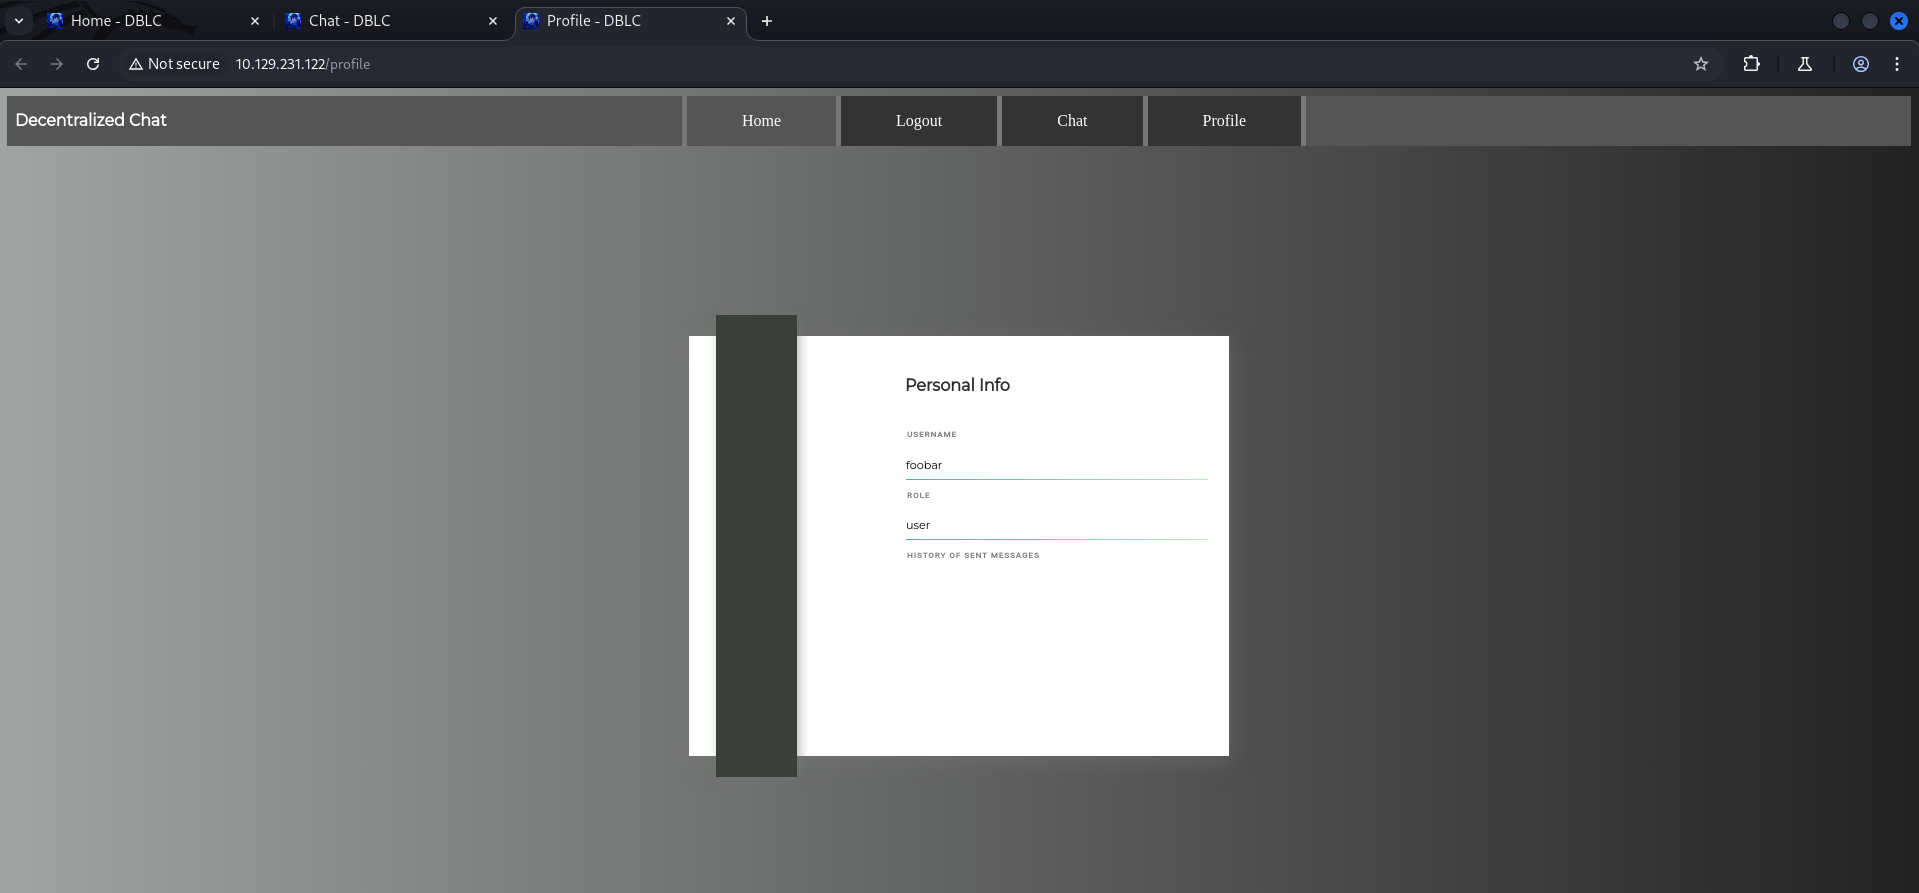 Home - DBLC
Chat - DBLC
Profile - DBLC
Not secure 10.129.231.122/profile
Decentralized Chat
Home
Logout
Chat
Profile
Personal Info
USERNAME
foobar
ROLE
user
HISTORY OF SENT MESSAGES